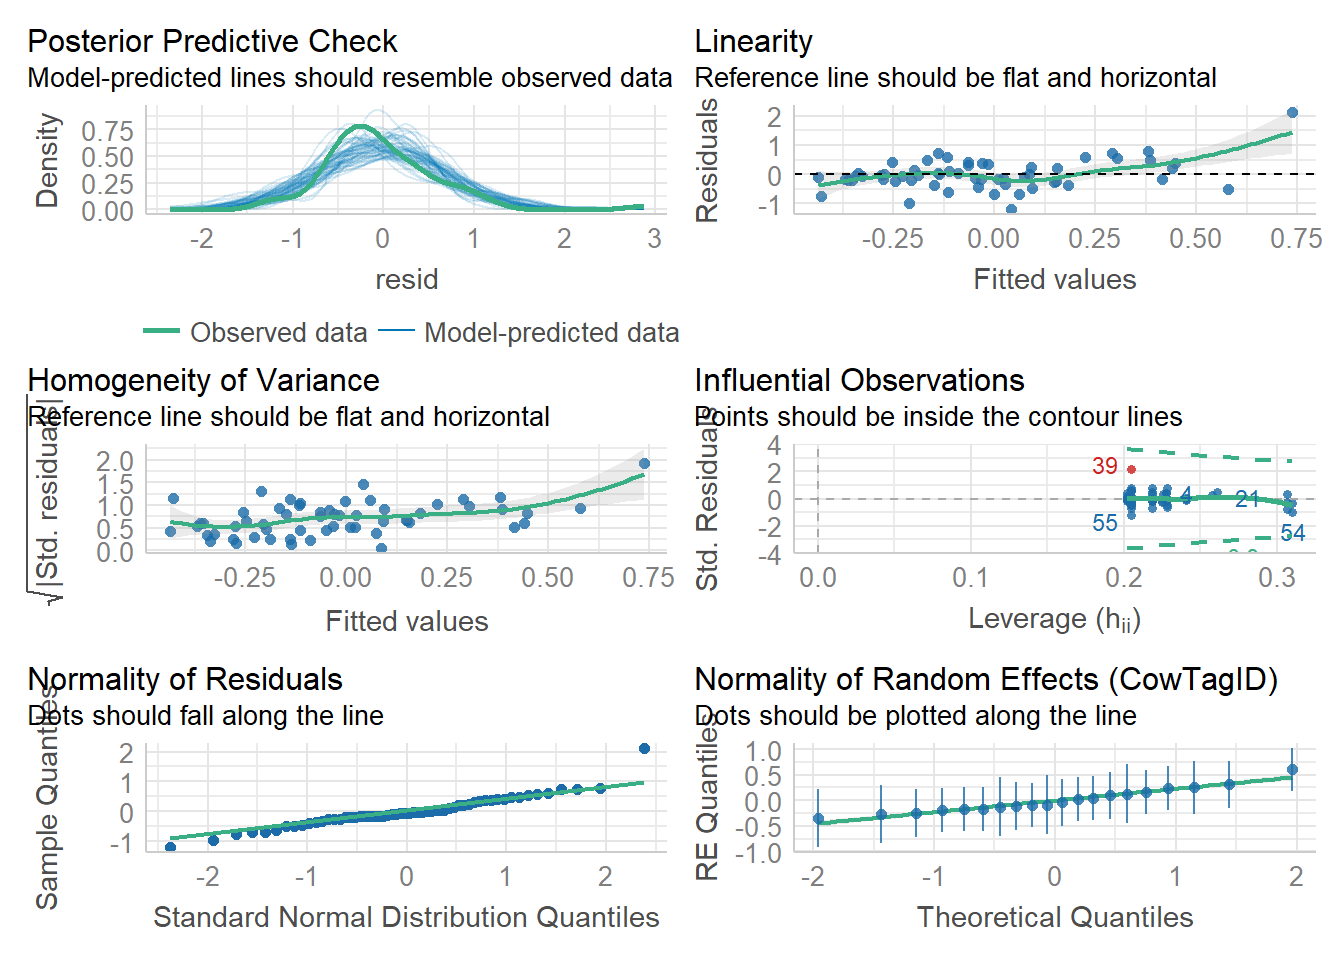 Posterior Predictive Check
Model-predicted lines should resemble observed data
Density
0.75
0.50
0.25
0.00
-2 -1 0 1 2 3
resid
Observed data Model-predicted data
Linearity
Reference line should be flat and horizontal
Residuals
2
1
0
-1
-0.25 0.00 0.25 0.50 0.75
Fitted values
Homogeneity of Variance
Reference line should be flat and horizontal
√|Std. residuals|
2.0
1.5
1.0
0.5
0.0
-0.25 0.00 0.25 0.50 0.75
Fitted values
Influential Observations
Points should be inside the contour lines
Std. Residuals
4
2
0
-2
-4
39
4
21
55
54
0.0 0.1 0.2 0.3
Leverage (hii)
Normality of Residuals
Dots should fall along the line
Sample Quantiles
2
1
0
-1
-2 -1 0 1 2
Standard Normal Distribution Quantiles
Normality of Random Effects (CowTagID)
Dots should be plotted along the line
RE Quantiles
1.0
0.5
0.0
-0.5
-1.0
-2 -1 0 1 2
Theoretical Quantiles